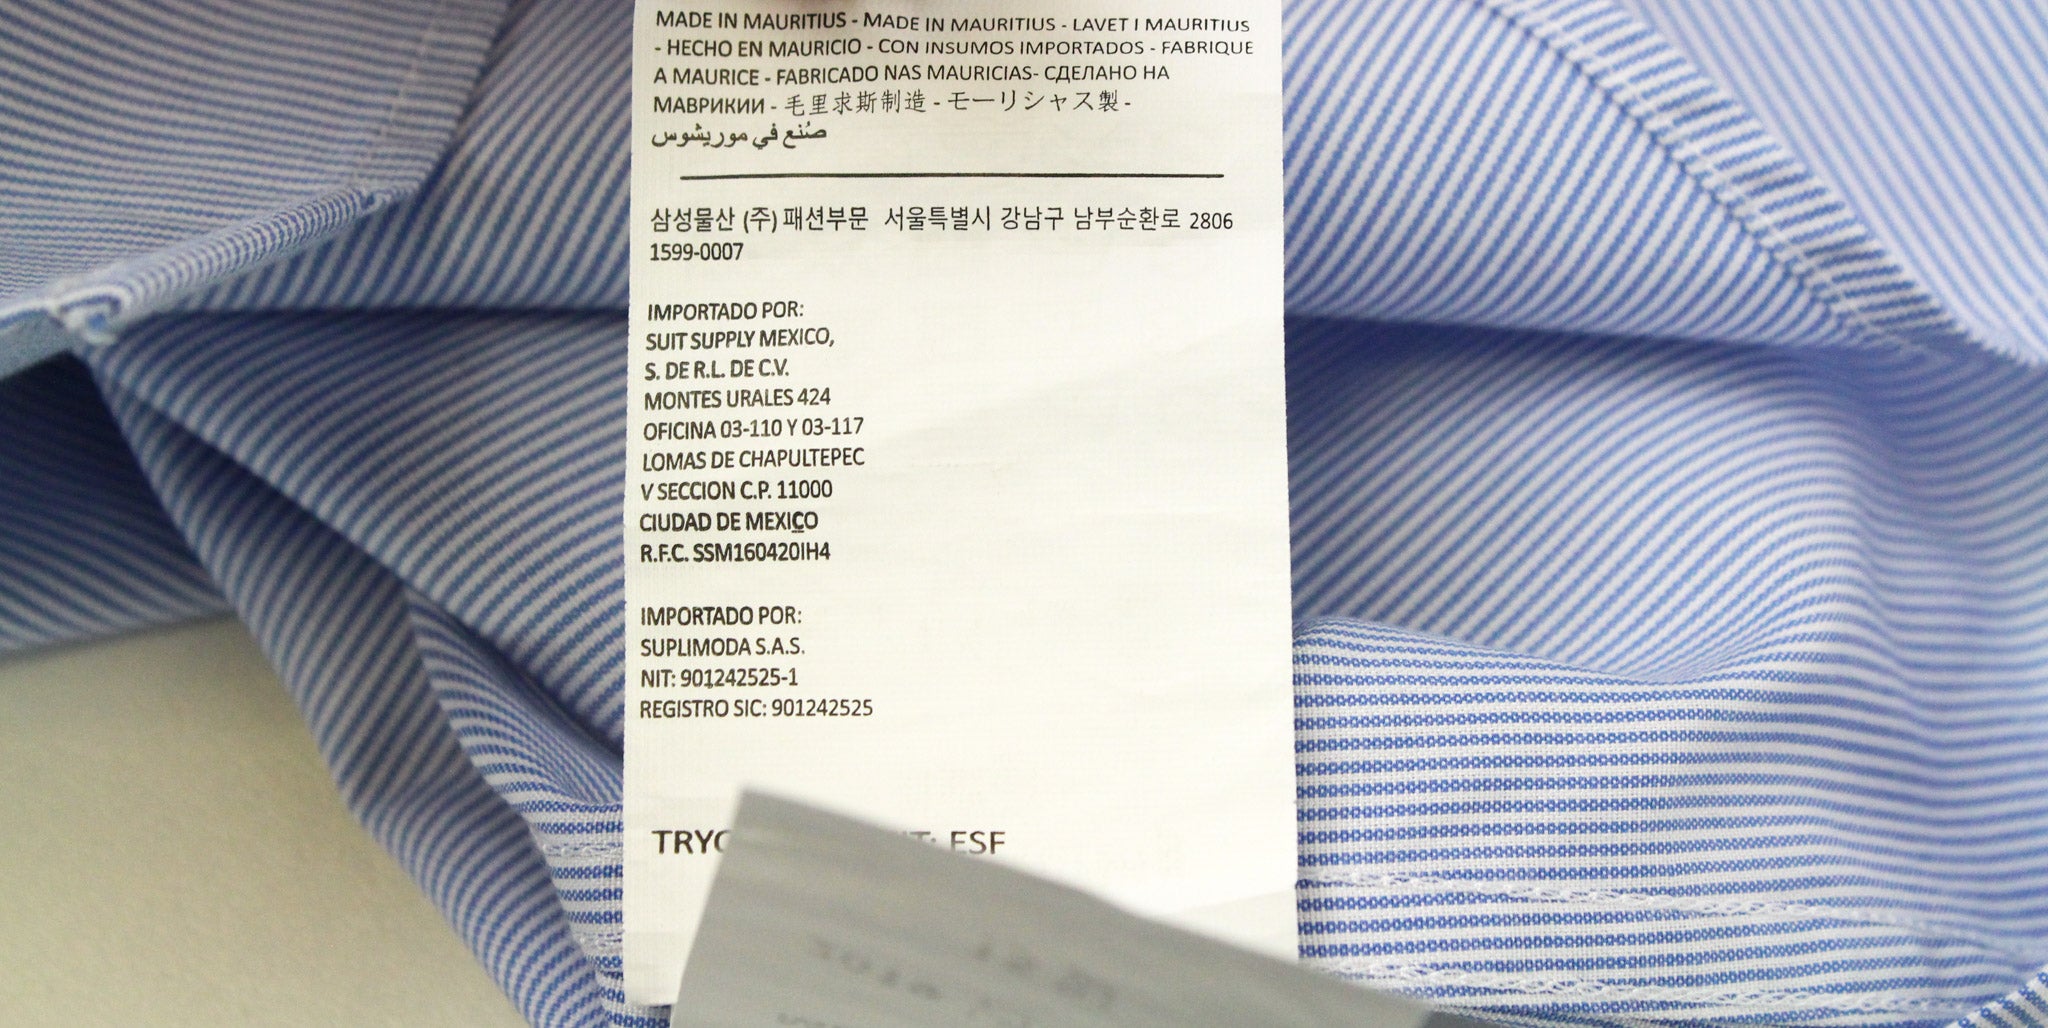 MADE IN MAURITIUS - MADE IN MAURITIUS - LAVET I MAURITIUS
- HECHO EN MAURICIO - CON INSUMOS IMPORTADOS - FABRIQUE
A MAURICE - FABRICADO NAS MAURICIAS- СДЕЛАНО НА
МАВРИКИИ - 毛里求斯制造 - モーリシャス製 -
صُنع في موريشوس
삼성물산 (주) 패션부문 서울특별시 강남구 남부순환로 2806
1599-0007
IMPORTADO POR:
SUIT SUPPLY MEXICO,
S. DE R.L. DE C.V.
MONTES URALES 424
OFICINA 03-110 Y 03-117
LOMAS DE CHAPULTEPEC
V SECCION C.P. 11000
CIUDAD DE MEXICO
R.F.C. SSM160420IH4
IMPORTADO POR:
SUPLIMODA S.A.S.
NIT: 901242525-1
REGISTRO SIC: 901242525
ESF